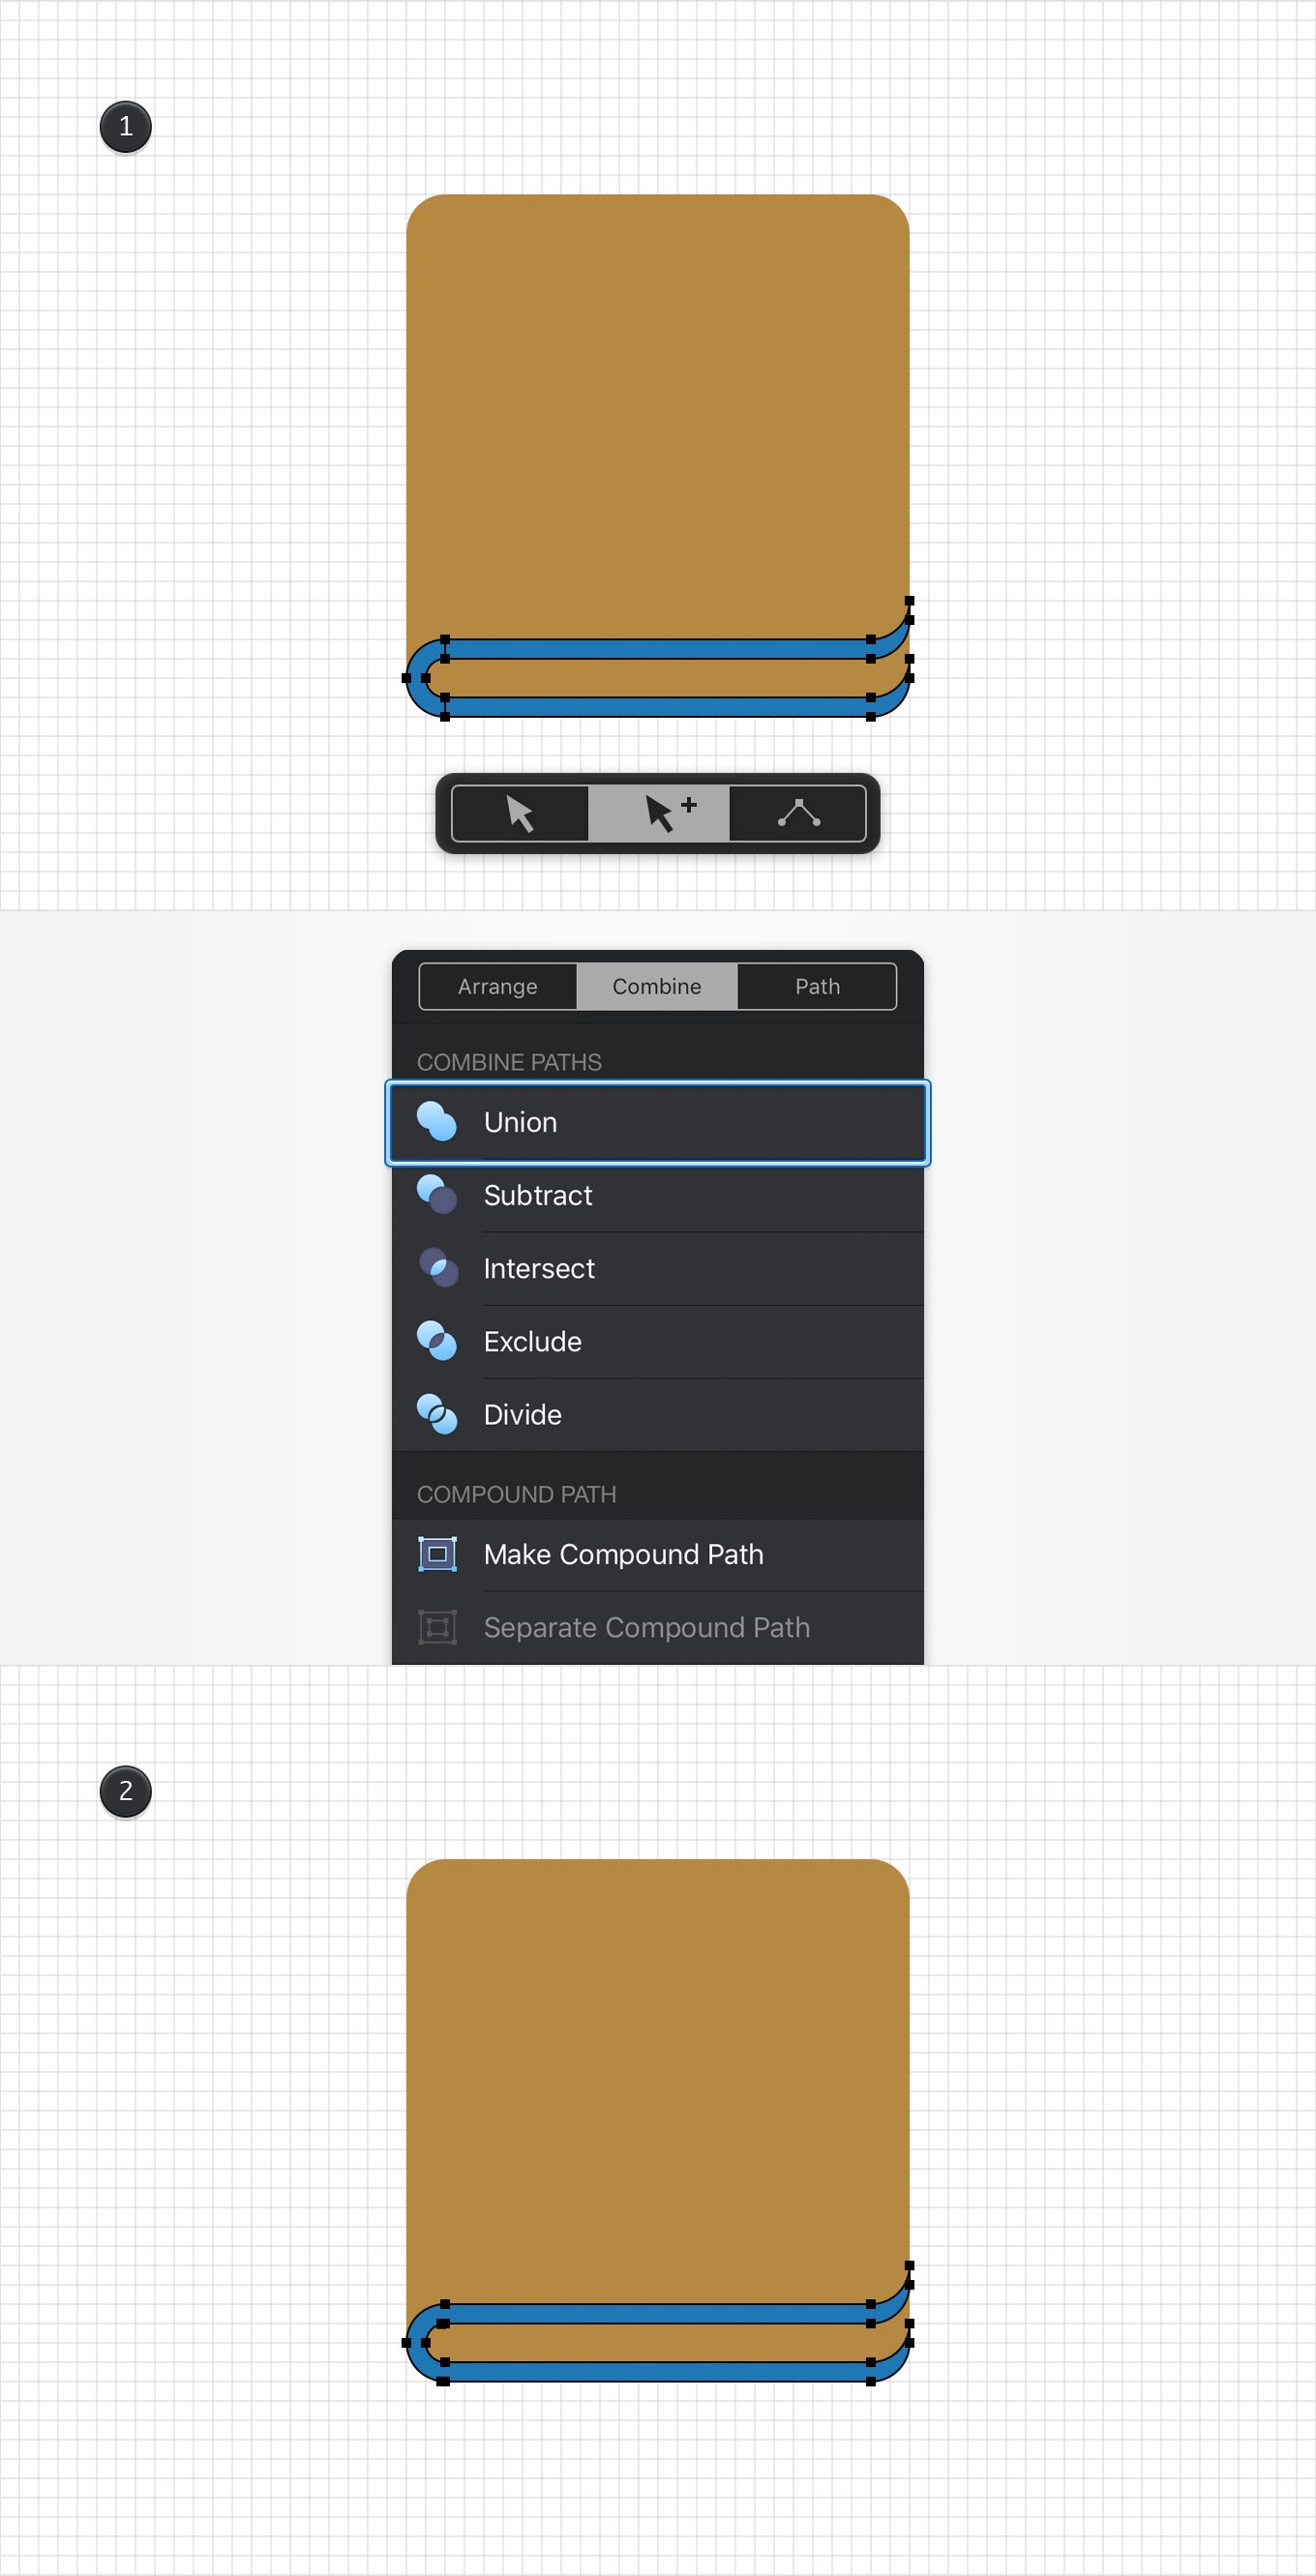 1
Arrange Combine Path
COMBINE PATHS
Union
Subtract
Intersect
Exclude
Divide
COMPOUND PATH
Make Compound Path
Separate Compound Path
2